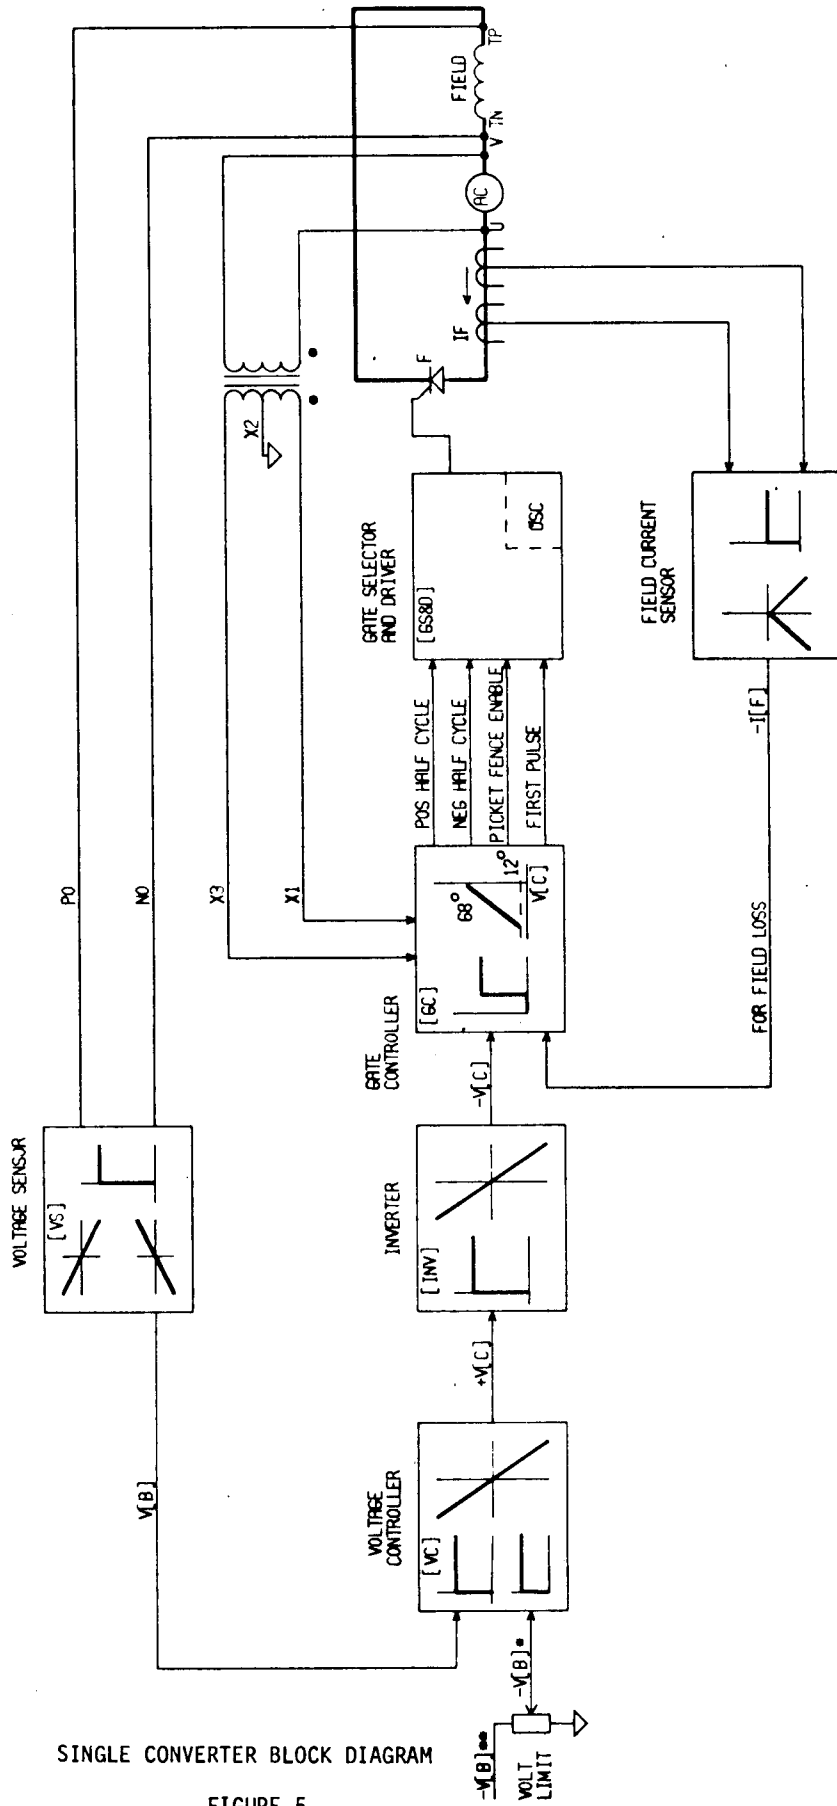 VOLTAGE SENSOR
[VS]
V[B]
PO
NO
X3
X1
X2
FIELD
TP
TN
V
AC
U
IF
F
GATE SELECTOR
AND DRIVER
[GS&D]
OSC
POS HALF CYCLE
NEG HALF CYCLE
PICKET FENCE ENABLE
FIRST PULSE
GATE
CONTROLLER
[GC]
68°
12°
V[C]
-V[C]
INVERTER
[INV]
+V[C]
VOLTAGE
CONTROLLER
[VC]
-V[B]*
-V[B]**
VOLT
LIMIT
FIELD CURRENT
SENSOR
-I[F]
FOR FIELD LOSS
SINGLE CONVERTER BLOCK DIAGRAM
FIGURE 5